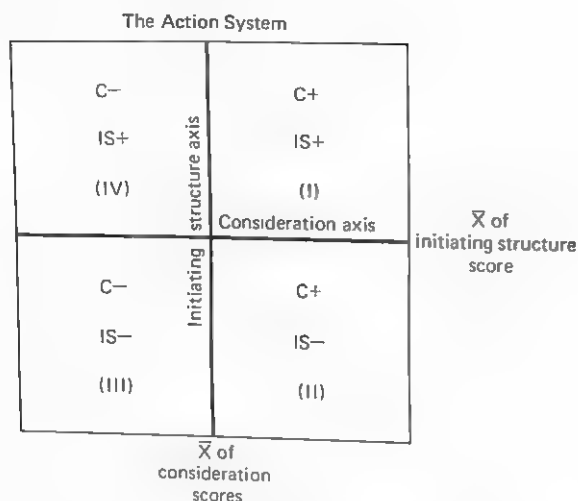 The Action System
C− C+
IS+ IS+
(IV) (I)
Initiating structure axis
Consideration axis
X̄ of
initiating structure
score
C− C+
IS− IS−
(III) (II)
X̄ of
consideration
scores